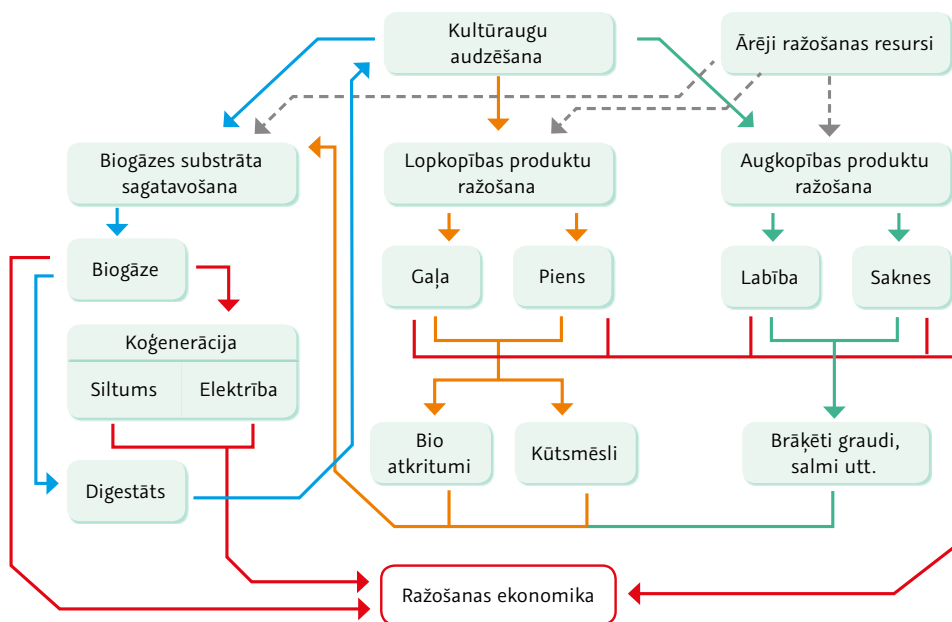 Kultūraugu
audzēšana
Ārēji ražošanas resursi
Biogāzes substrāta
sagatavošana
Lopkopības produktu
ražošana
Augkopības produktu
ražošana
Biogāze
Gaļa
Piens
Labība
Saknes
Koģenerācija
Siltums
Elektrība
Bio
atkritumi
Kūtsmēsli
Brāķēti graudi,
salmi utt.
Digestāts
Ražošanas ekonomika